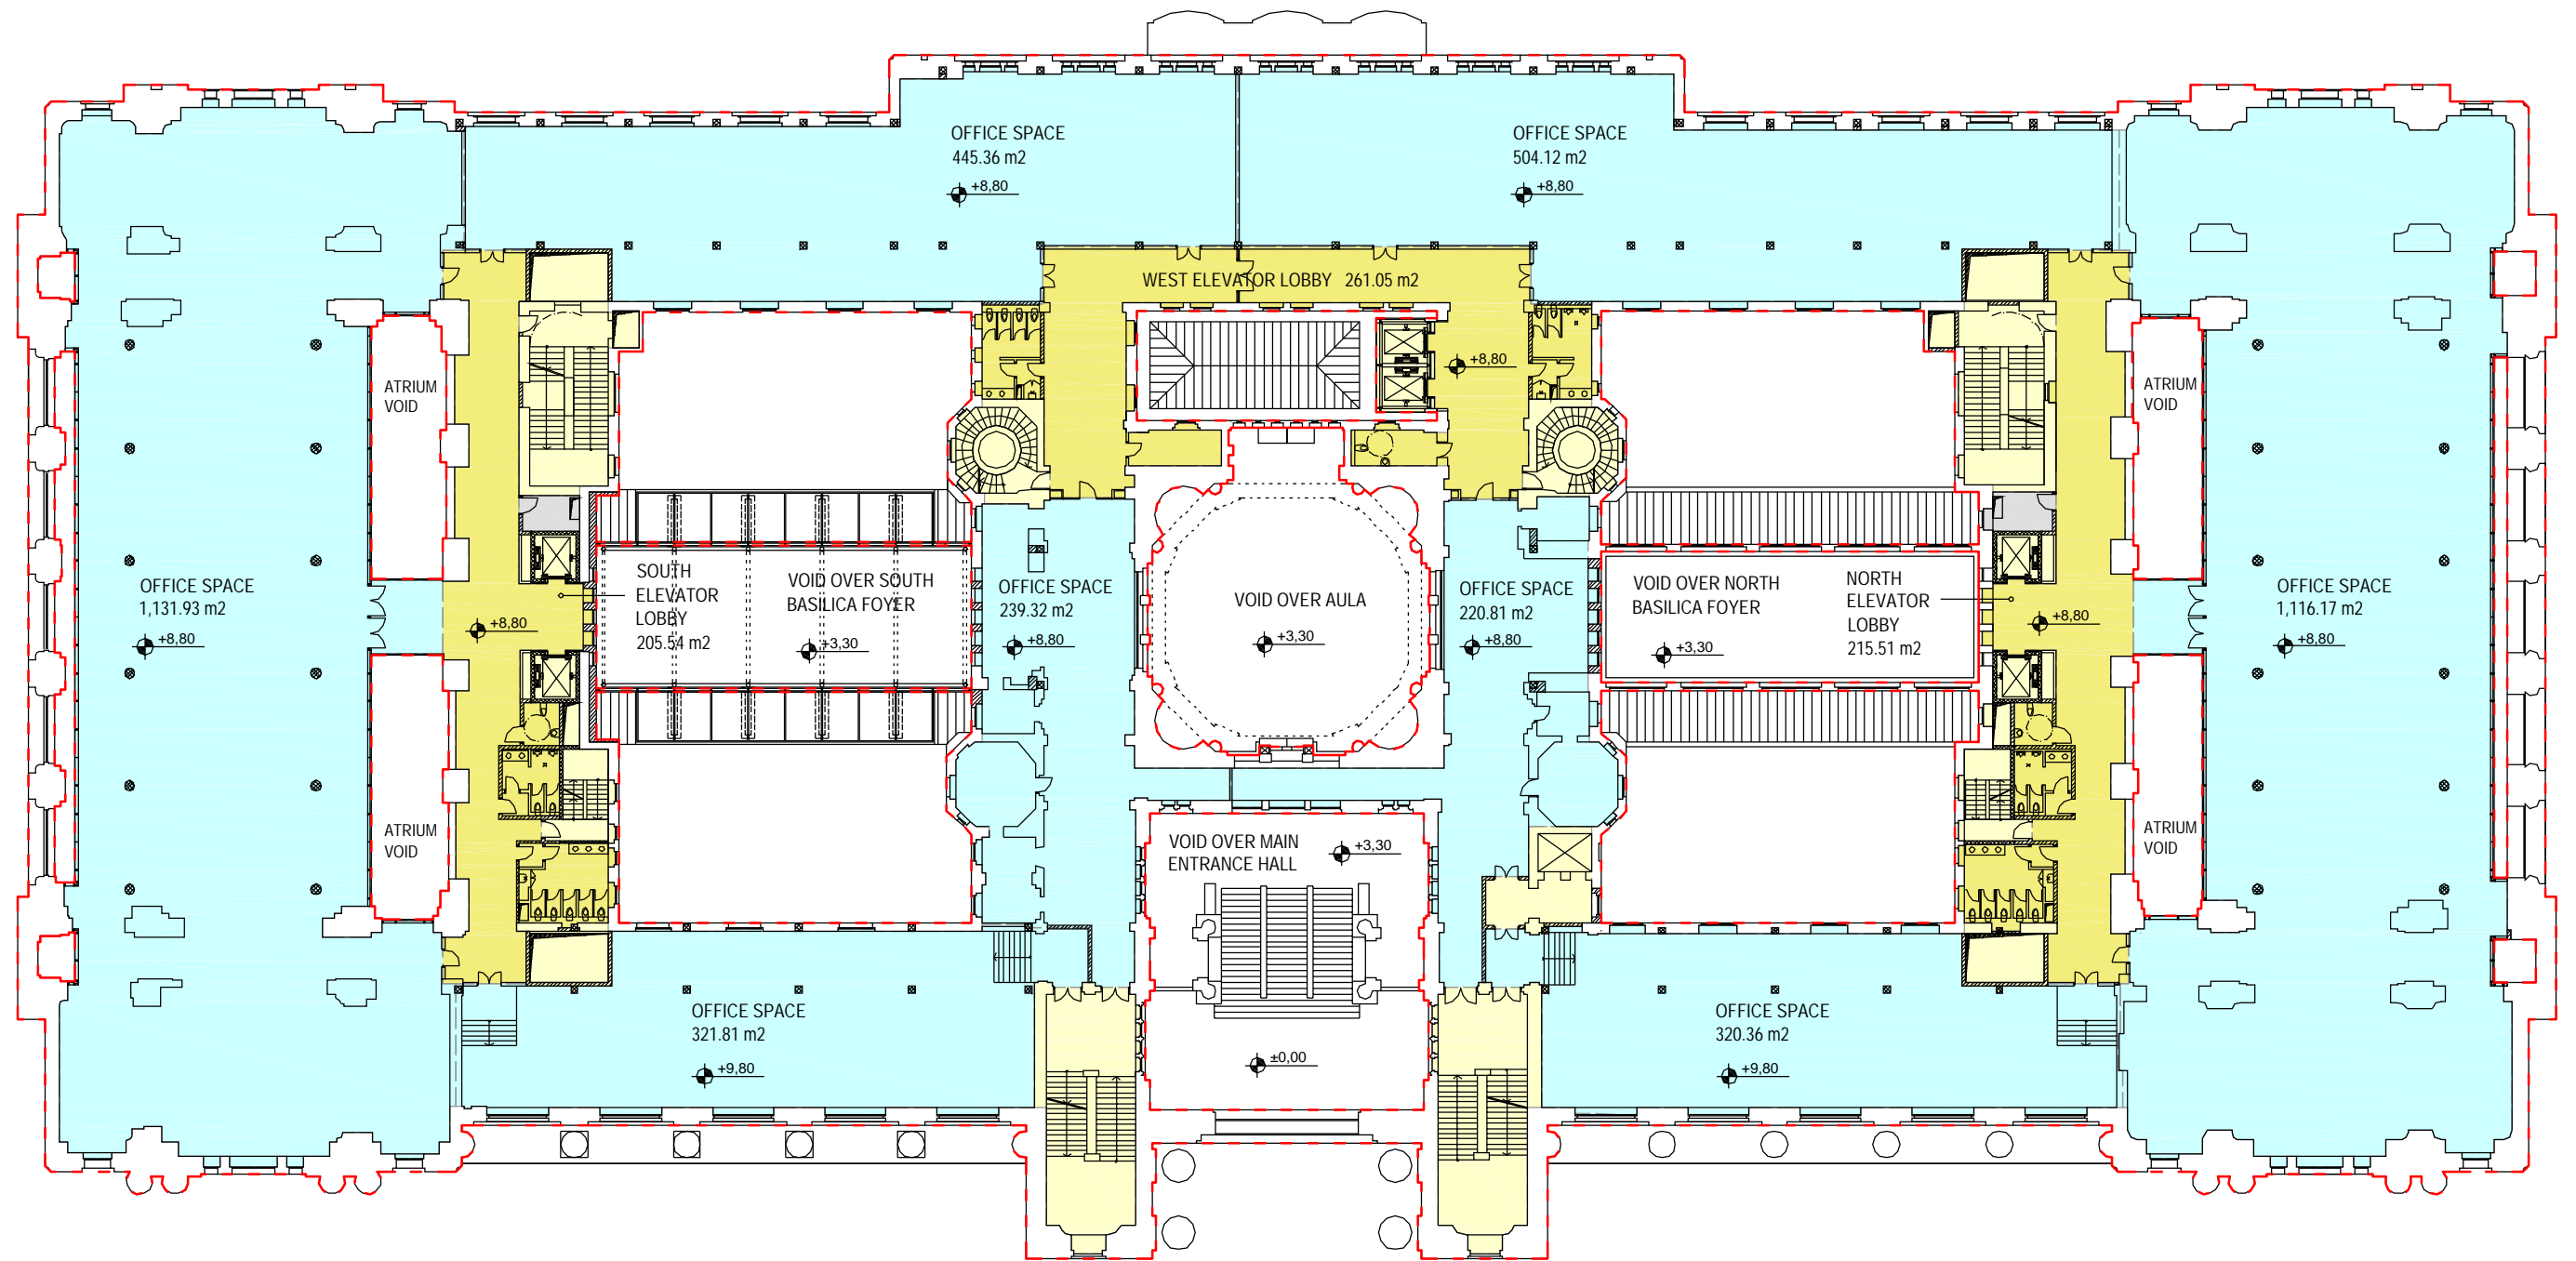 OFFICE SPACE
445.36 m2
+8,80
OFFICE SPACE
504.12 m2
+8,80
WEST ELEVATOR LOBBY 261.05 m2
+8,80
ATRIUM
VOID
ATRIUM
VOID
OFFICE SPACE
1,131.93 m2
+8,80
+8,80
SOUTH
ELEVATOR
LOBBY
205.54 m2
VOID OVER SOUTH
BASILICA FOYER
+3,30
OFFICE SPACE
239.32 m2
+8,80
VOID OVER AULA
+3,30
OFFICE SPACE
220.81 m2
+8,80
VOID OVER NORTH
BASILICA FOYER
+3,30
NORTH
ELEVATOR
LOBBY
215.51 m2
+8,80
OFFICE SPACE
1,116.17 m2
+8,80
ATRIUM
VOID
VOID OVER MAIN
ENTRANCE HALL
+3,30
ATRIUM
VOID
OFFICE SPACE
321.81 m2
+9,80
±0,00
OFFICE SPACE
320.36 m2
+9,80